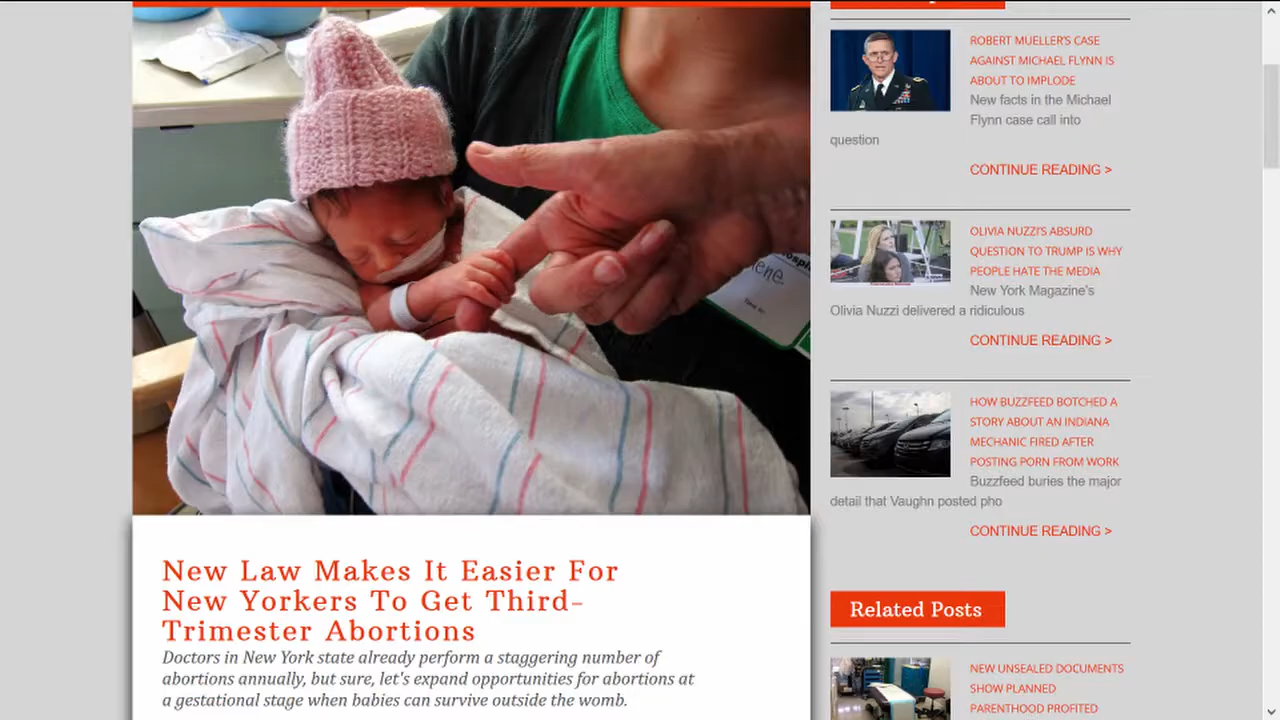 New Law Makes It Easier For
New Yorkers To Get Third-
Trimester Abortions
Doctors in New York state already perform a staggering number of
abortions annually, but sure, let's expand opportunities for abortions at
a gestational stage when babies can survive outside the womb.
ROBERT MUELLER'S CASE
AGAINST MICHAEL FLYNN IS
ABOUT TO IMPLODE
New facts in the Michael
Flynn case call into
question
CONTINUE READING >
OLIVIA NUZZI'S ABSURD
QUESTION TO TRUMP IS WHY
PEOPLE HATE THE MEDIA
New York Magazine's
Olivia Nuzzi delivered a ridiculous
CONTINUE READING >
HOW BUZZFEED BOTCHED A
STORY ABOUT AN INDIANA
MECHANIC FIRED AFTER
POSTING PORN FROM WORK
Buzzfeed buries the major
detail that Vaughn posted pho
CONTINUE READING >
Related Posts
NEW UNSEALED DOCUMENTS
SHOW PLANNED
PARENTHOOD PROFITED